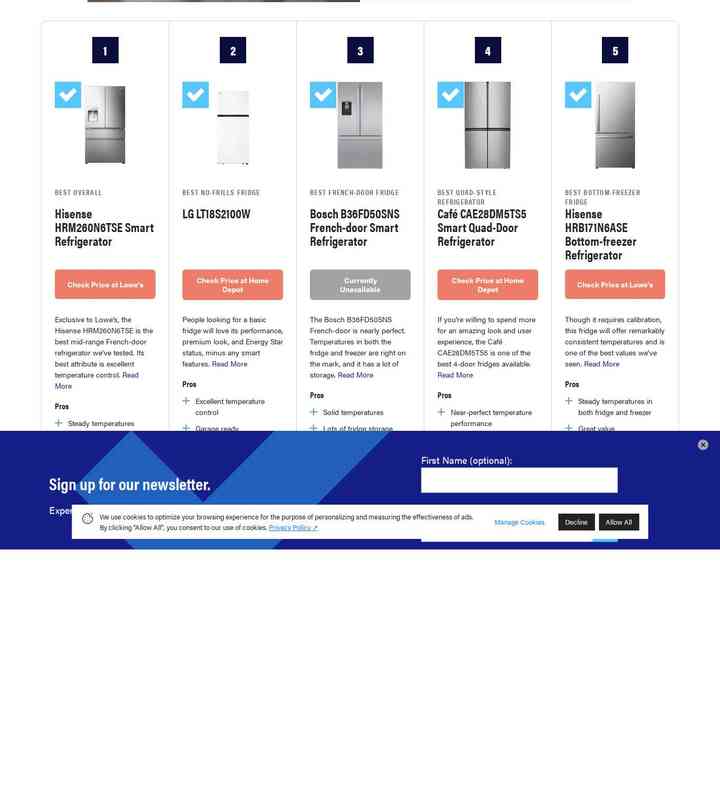 1
2
3
4
5
BEST OVERALL
Hisense
HRM260N6TSE Smart
Refrigerator
Check Price at Lowe's
Exclusive to Lowe's, the
Hisense HRM260N6TSE is the
best mid-range French-door
refrigerator we've tested. Its
best attribute is excellent
temperature control. Read
More
Pros
Steady temperatures
BEST NO-FRILLS FRIDGE
LG LT18S2100W
Check Price at Home
Depot
People looking for a basic
fridge will love its performance,
premium look, and Energy Star
status, minus any smart
features. Read More
Pros
Excellent temperature
control
Garage ready
BEST FRENCH-DOOR FRIDGE
Bosch B36FD50SNS
French-door Smart
Refrigerator
Currently
Unavailable
The Bosch B36FD50SNS
French-door is nearly perfect.
Temperatures in both the
fridge and freezer are right on
the mark, and it has a lot of
storage. Read More
Pros
Solid temperatures
Lots of fridge storage
BEST QUAD-STYLE
REFRIGERATOR
Café CAE28DM5TS5
Smart Quad-Door
Refrigerator
Check Price at Home
Depot
If you're willing to spend more
for an amazing look and user
experience, the Café
CAE28DM5TS5 is one of the
best 4-door fridges available.
Read More
Pros
Near-perfect temperature
performance
BEST BOTTOM-FREEZER
FRIDGE
Hisense
HRB171N6ASE
Bottom-freezer
Refrigerator
Check Price at Lowe's
Though it requires calibration,
this fridge will offer remarkably
consistent temperatures and is
one of the best values we've
seen. Read More
Pros
Steady temperatures in
both fridge and freezer
Great value
Sign up for our newsletter.
First Name (optional):
Exper
We use cookies to optimize your browsing experience for the purpose of personalizing and measuring the effectiveness of ads.
By clicking "Allow All", you consent to our use of cookies. Privacy Policy ↗
Manage Cookies
Decline
Allow All